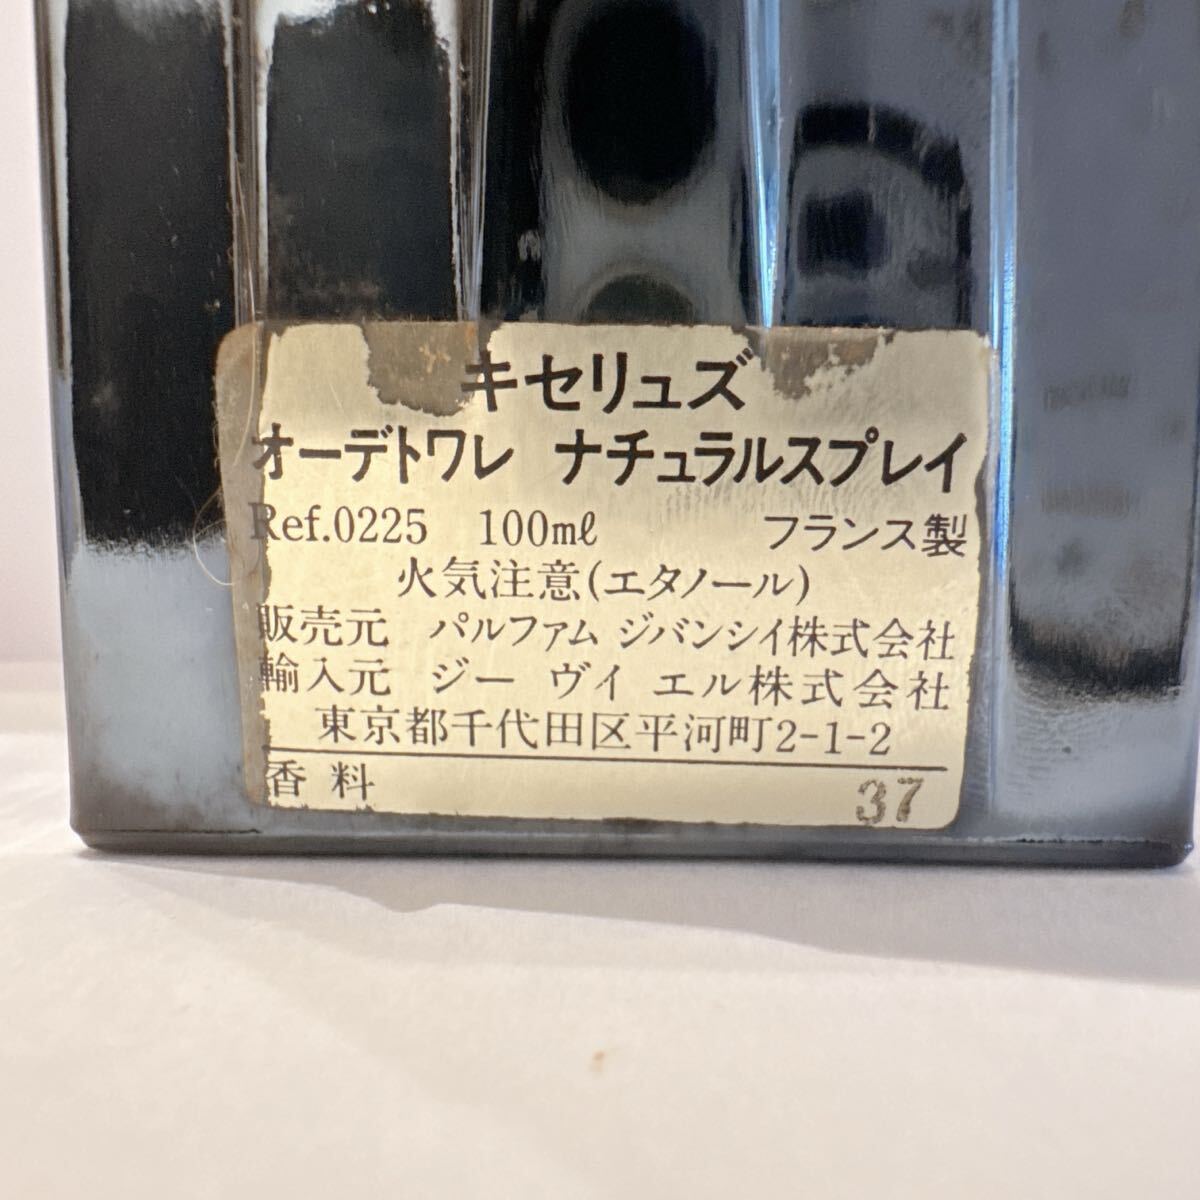 キセリュズ
オーデトワレ ナチュラルスプレイ
Ref.0225 100mℓ フランス製
火気注意(エタノール)
販売元 パルファム ジバンシイ株式会社
輸入元 ジー ヴイ エル株式会社
東京都千代田区平河町2-1-2
香料 37